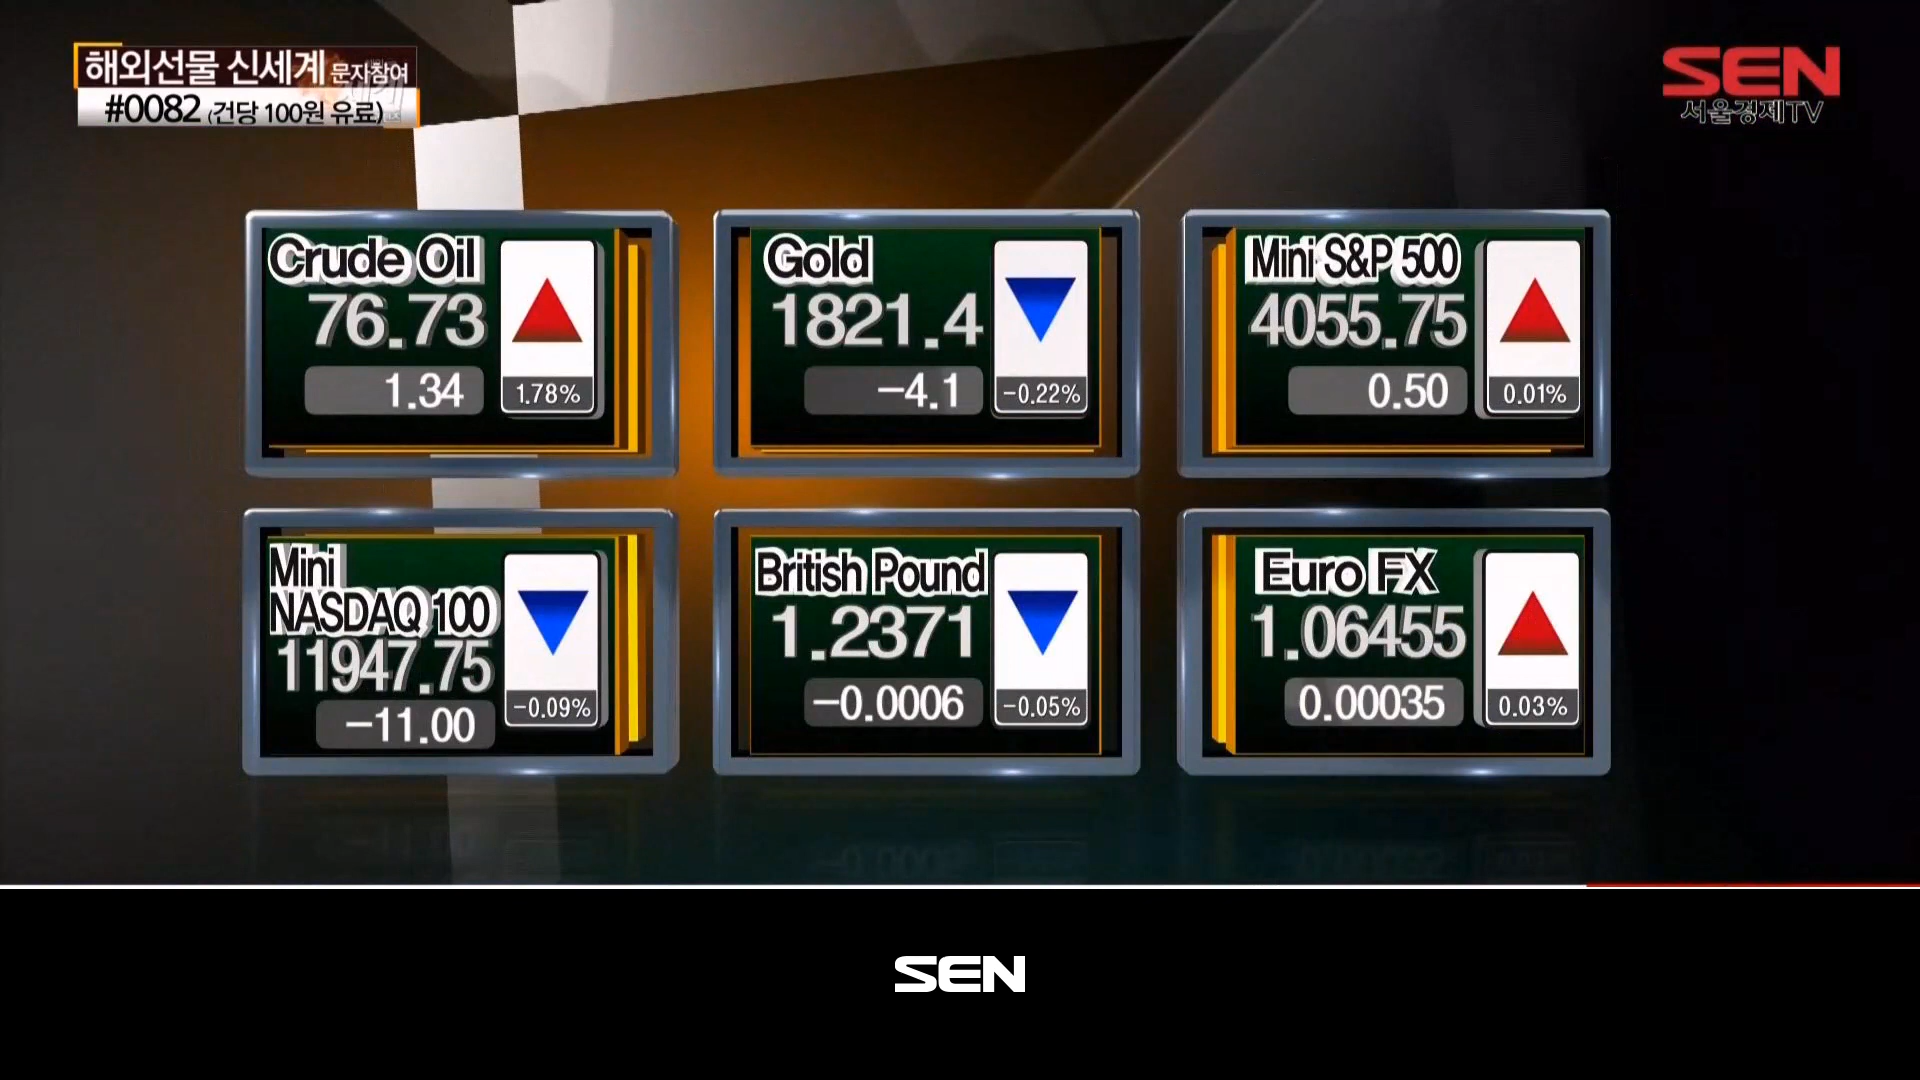 해외선물 신세계 문자참여
#0082 (건당 100원 유료)
SEN
서울경제TV
Crude Oil
76.73
1.34
1.78%
Gold
1821.4
-4.1
-0.22%
Mini S&P 500
4055.75
0.50
0.01%
Mini
NASDAQ 100
11947.75
-11.00
-0.09%
British Pound
1.2371
-0.0006
-0.05%
Euro FX
1.06455
0.00035
0.03%
SEN